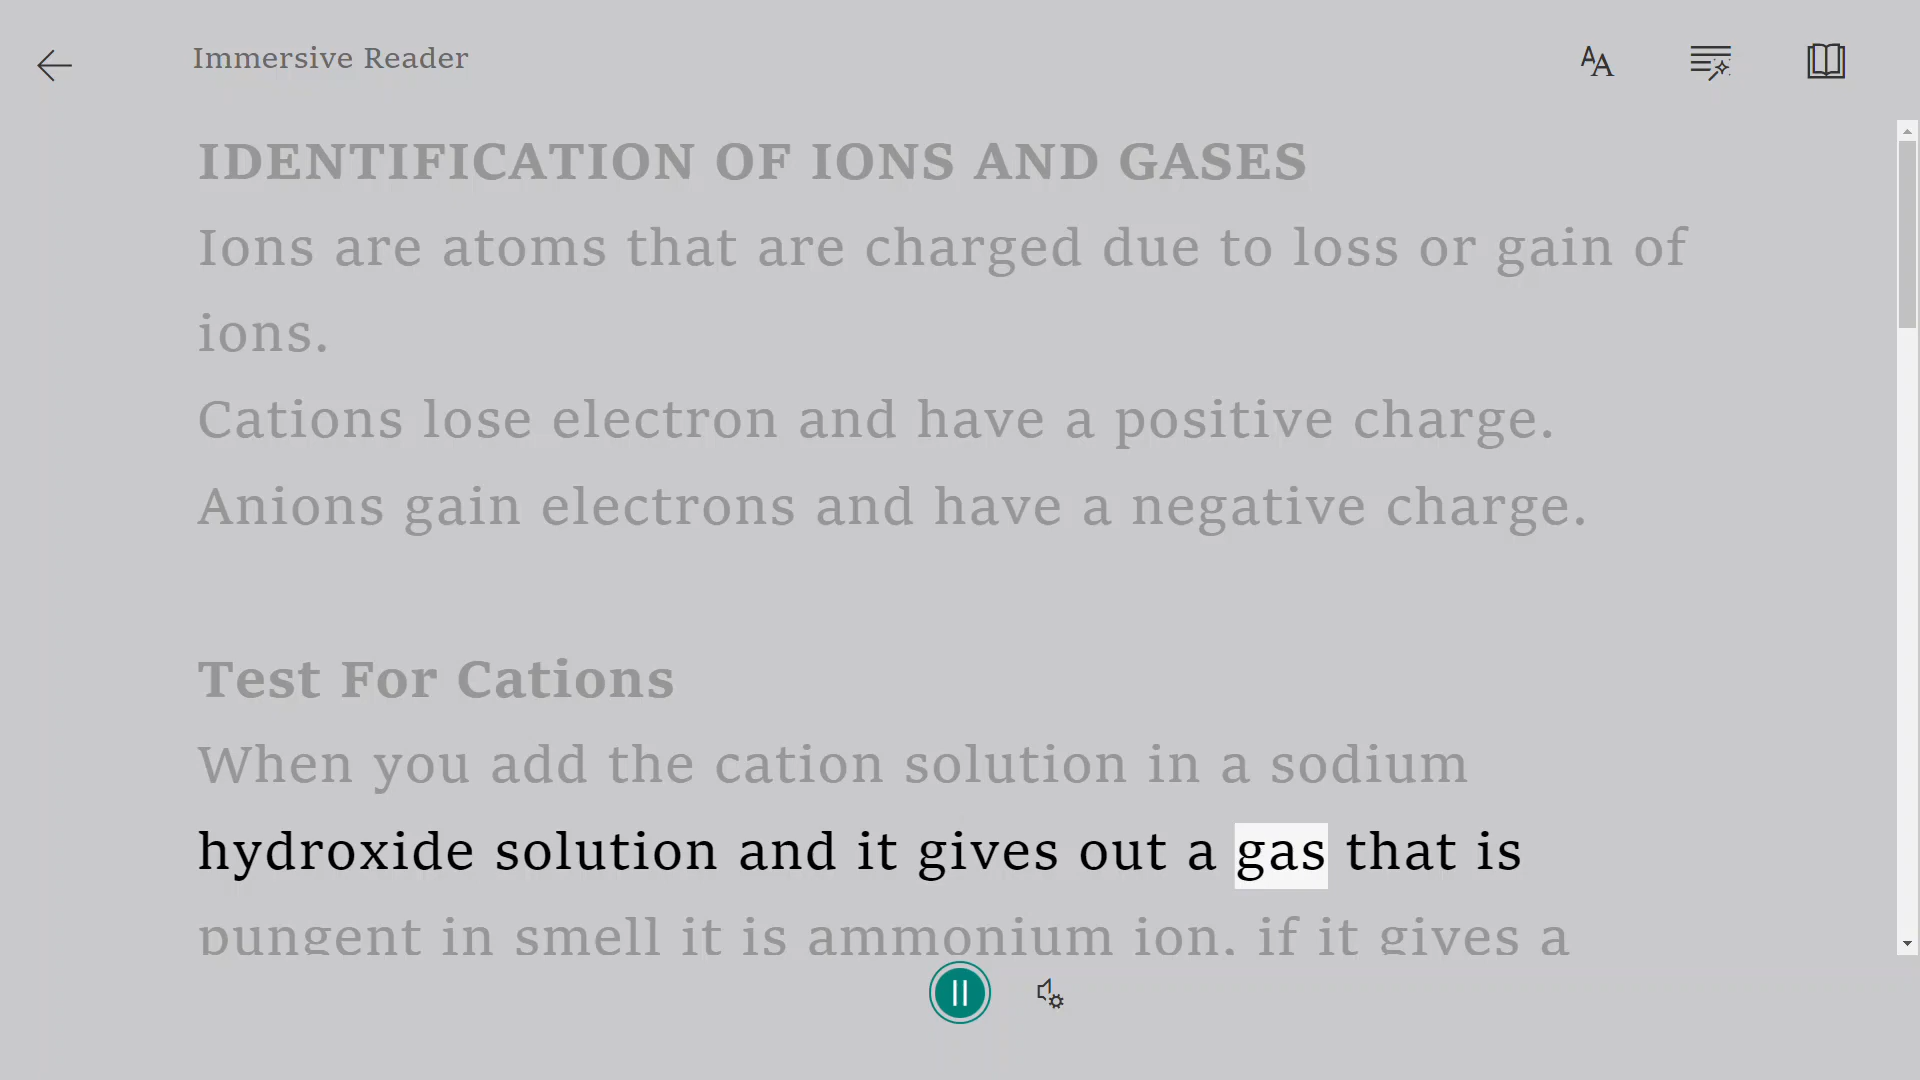 Immersive Reader
IDENTIFICATION OF IONS AND GASES
Ions are atoms that are charged due to loss or gain of
ions.
Cations lose electron and have a positive charge.
Anions gain electrons and have a negative charge.
Test For Cations
When you add the cation solution in a sodium
hydroxide solution and it gives out a gas that is
pungent in smell it is ammonium ion, if it gives a